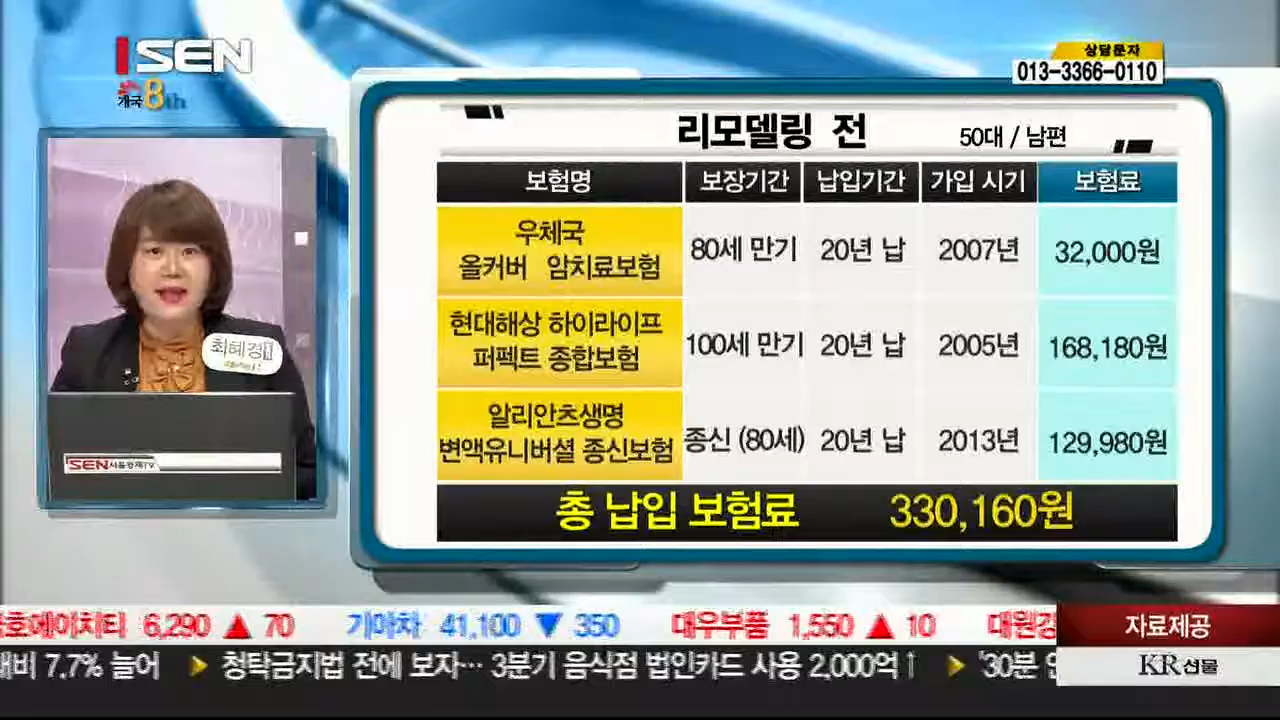 SEN
개국 8th
상담문자
013-3366-0110
리모델링 전
50대 / 남편
보험명 보장기간 납입기간 가입 시기 보험료
우체국
올커버 암치료보험
80세 만기 20년 납 2007년 32,000원
현대해상 하이라이프
퍼펙트 종합보험
100세 만기 20년 납 2005년 168,180원
알리안츠생명
변액유니버셜 종신보험
종신 (80세) 20년 납 2013년 129,980원
총 납입 보험료 330,160원
최혜경
SEN 서울경제TV
호에이치티 6,290 ▲ 70 기아차 41,100 ▼ 350 대우부품 1,550 ▲ 10 대원강
자료제공
대비 7.7% 늘어 ▶ 청탁금지법 전에 보자… 3분기 음식점 법인카드 사용 2,000억↑ ▶ '30분
KR선물